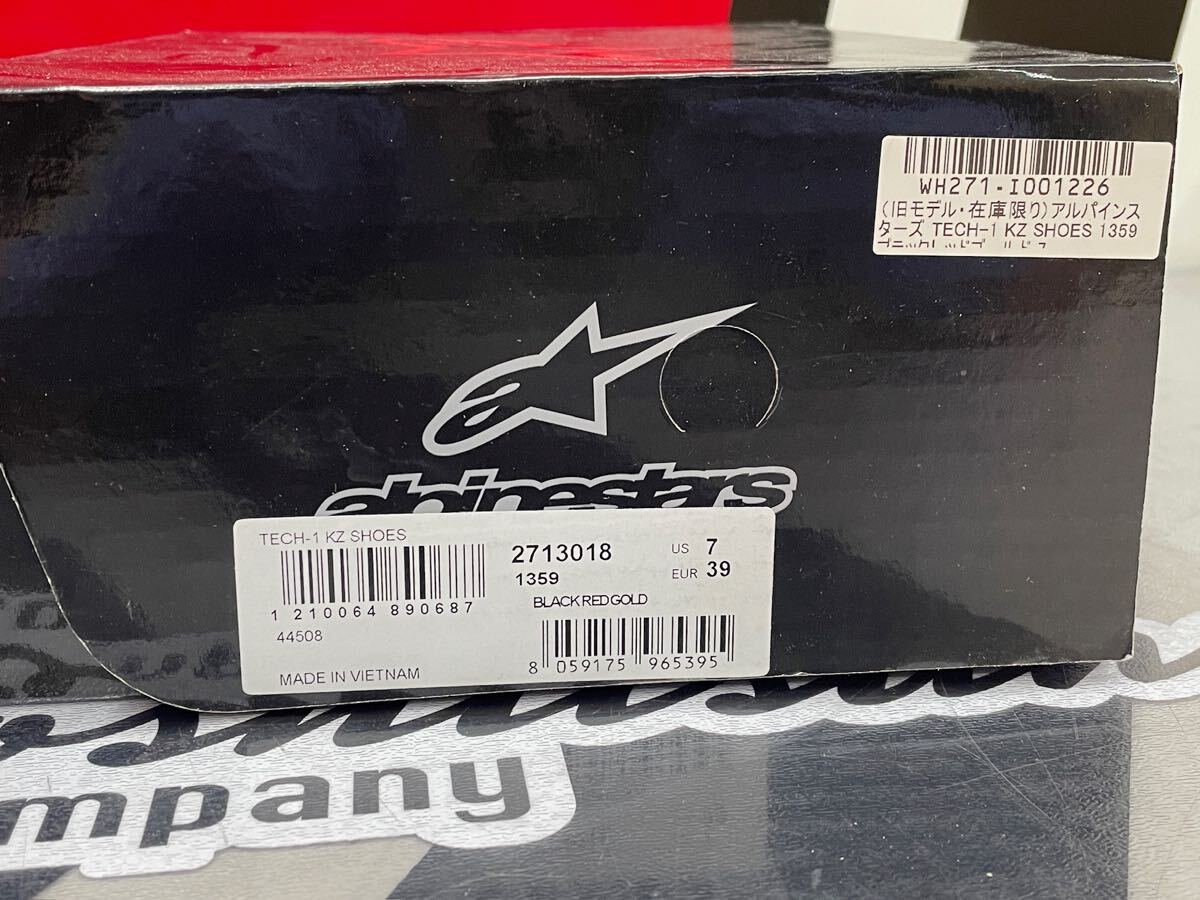 WH271-I001226
(旧モデル・在庫限り)アルパインス
ターズ TECH-1 KZ SHOES 1359
alpinestars
TECH-1 KZ SHOES
2713018
US 7
1359
EUR 39
BLACK RED GOLD
1 210064 890687
44508
8 059175 965395
MADE IN VIETNAM
ompany